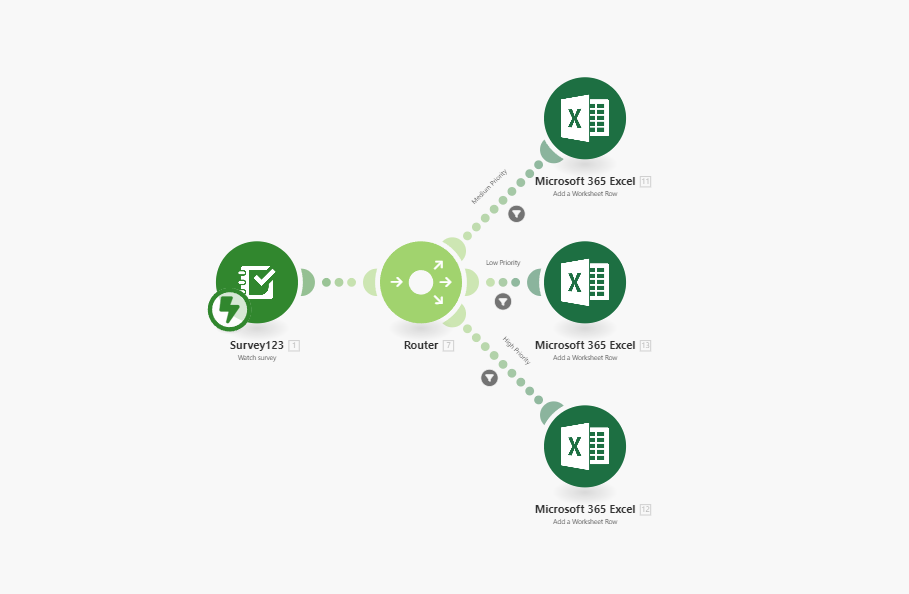 Medium Priority
Microsoft 365 Excel 11
Add a Worksheet Row
Low Priority
Survey123 1
Watch survey
Router 7
Microsoft 365 Excel 13
Add a Worksheet Row
High Priority
Microsoft 365 Excel 12
Add a Worksheet Row